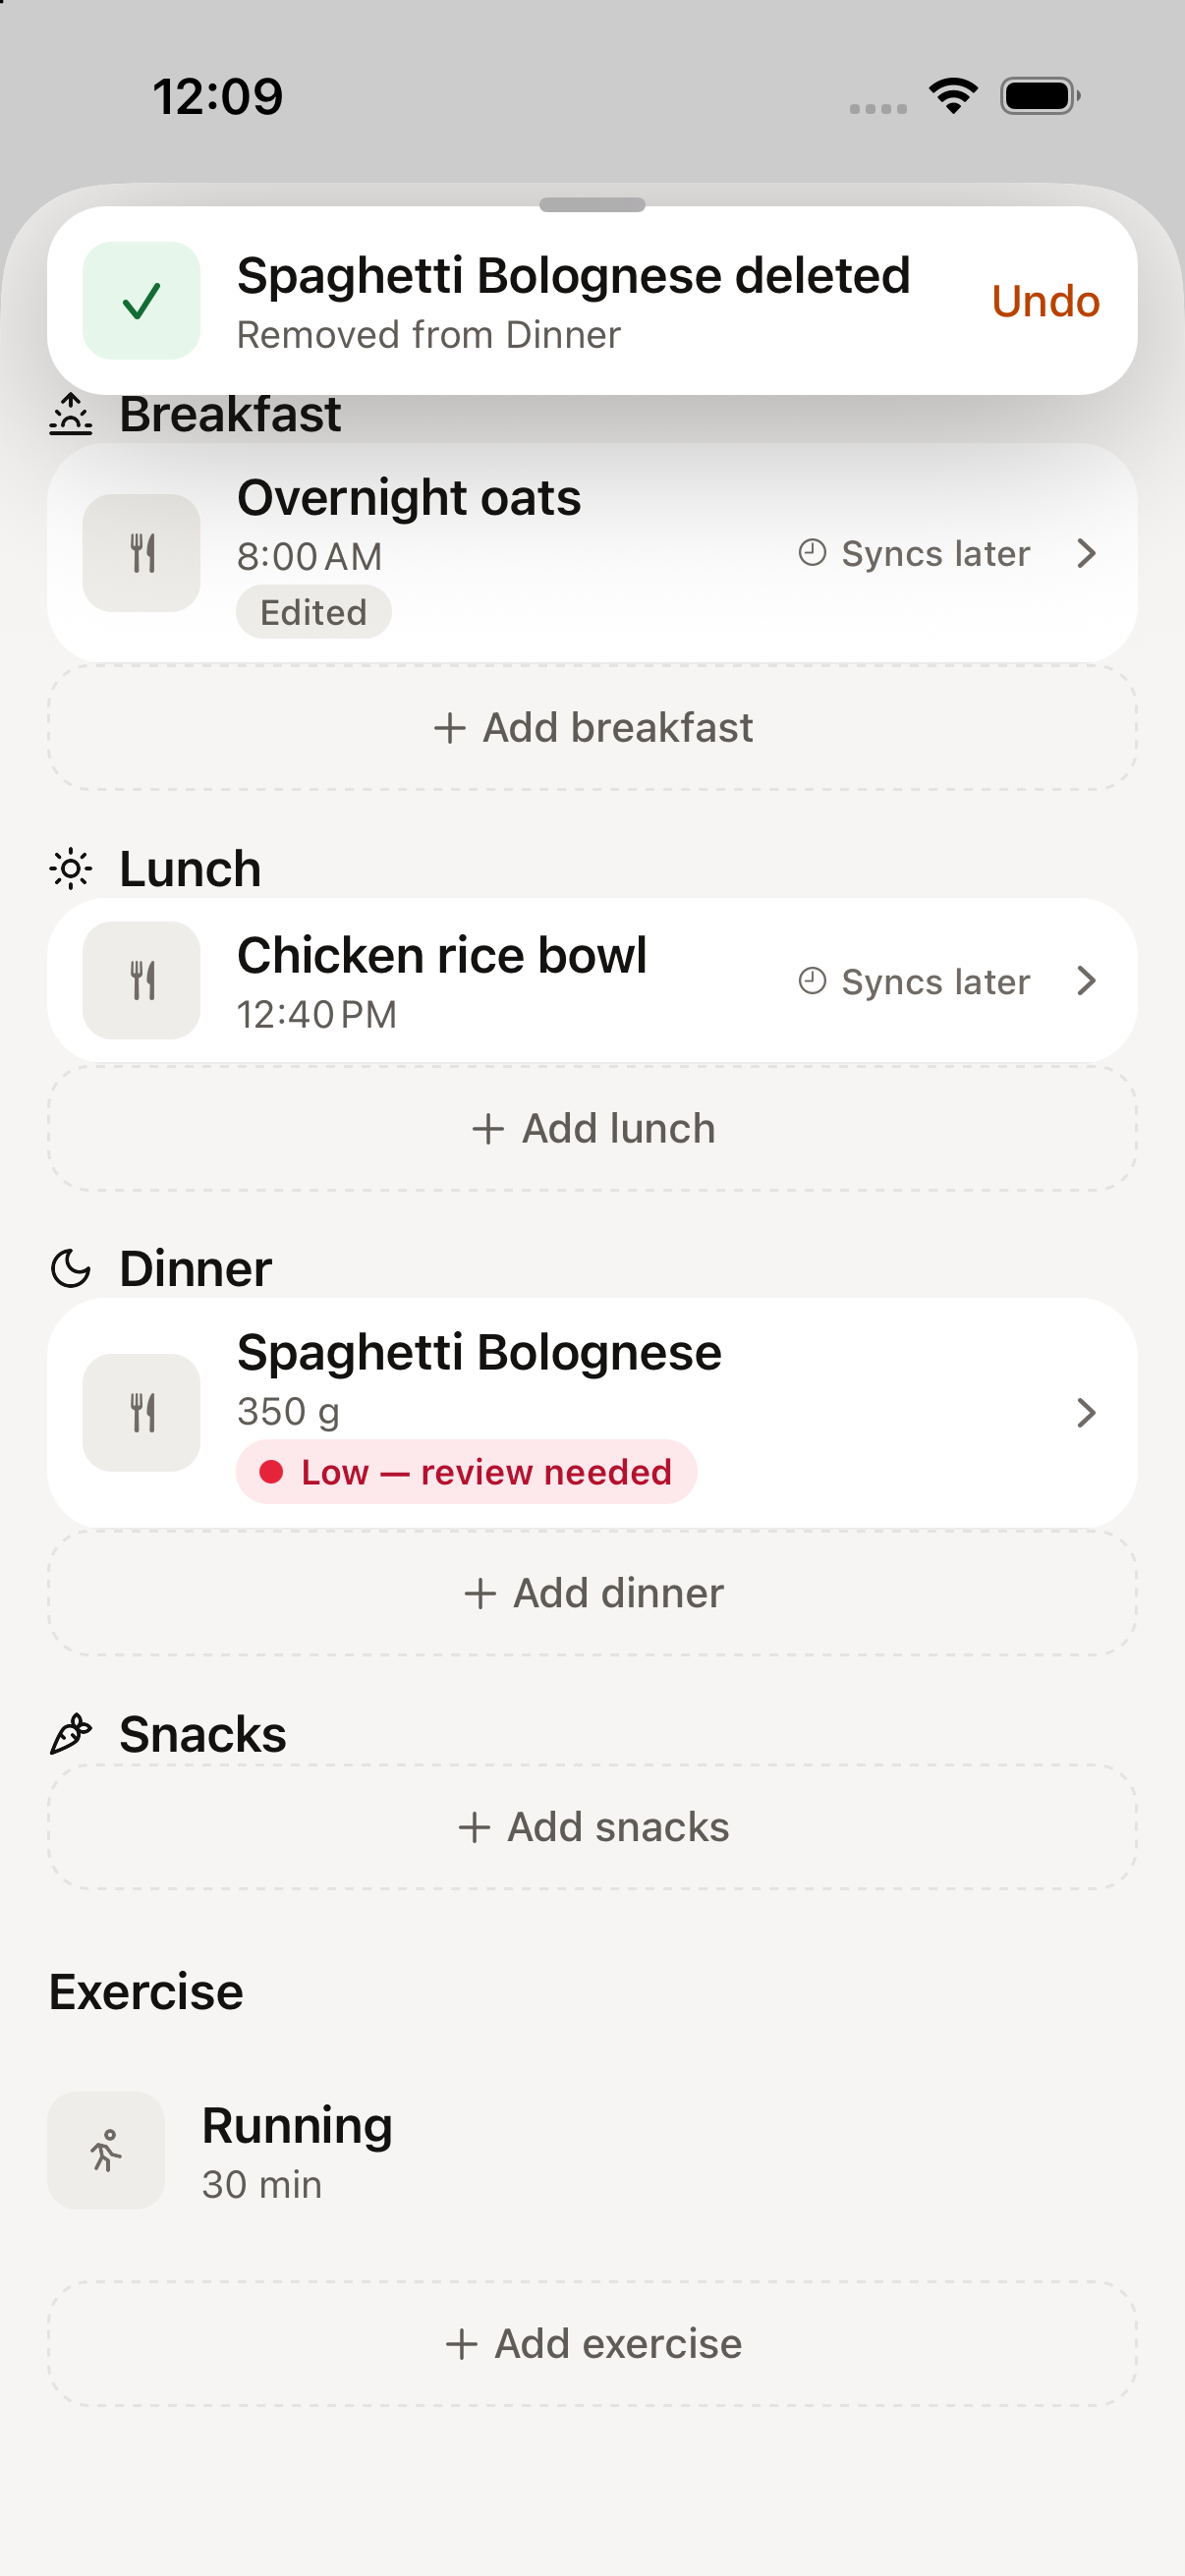 12:09
Spaghetti Bolognese deleted
Removed from Dinner
Undo
Breakfast
Overnight oats
8:00 AM
Edited
Syncs later
Add breakfast
Lunch
Chicken rice bowl
12:40 PM
Syncs later
Add lunch
Dinner
Spaghetti Bolognese
350 g
Low — review needed
Add dinner
Snacks
Add snacks
Exercise
Running
30 min
Add exercise